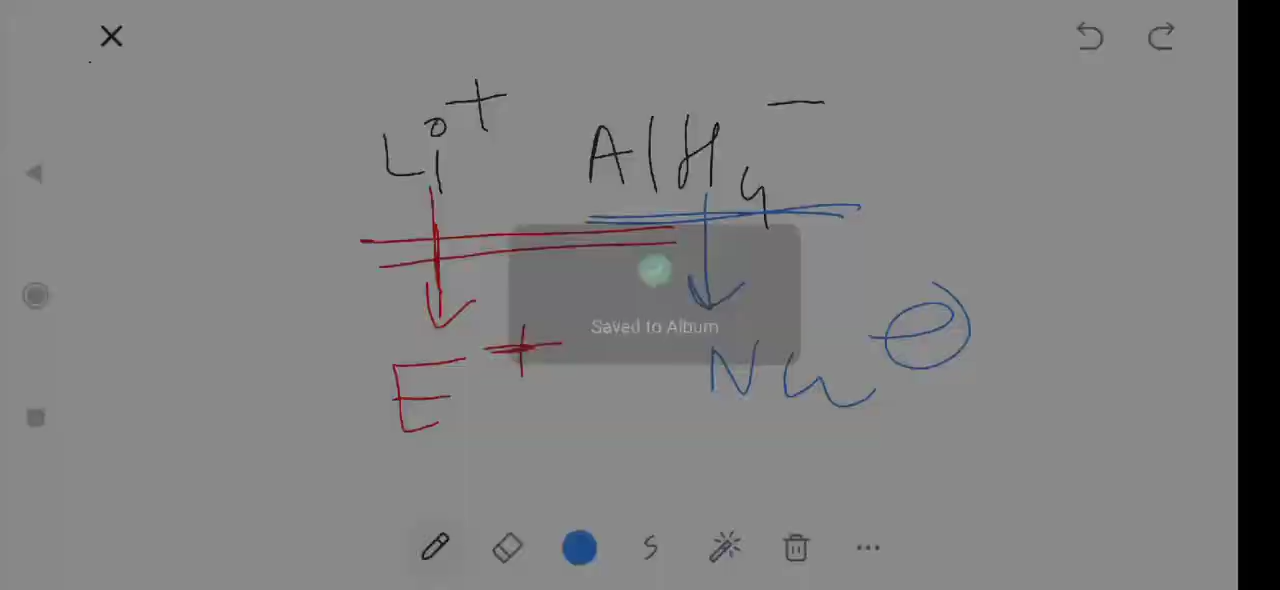 Li+ AlH4-
Saved to Album
E+ Nu⊖